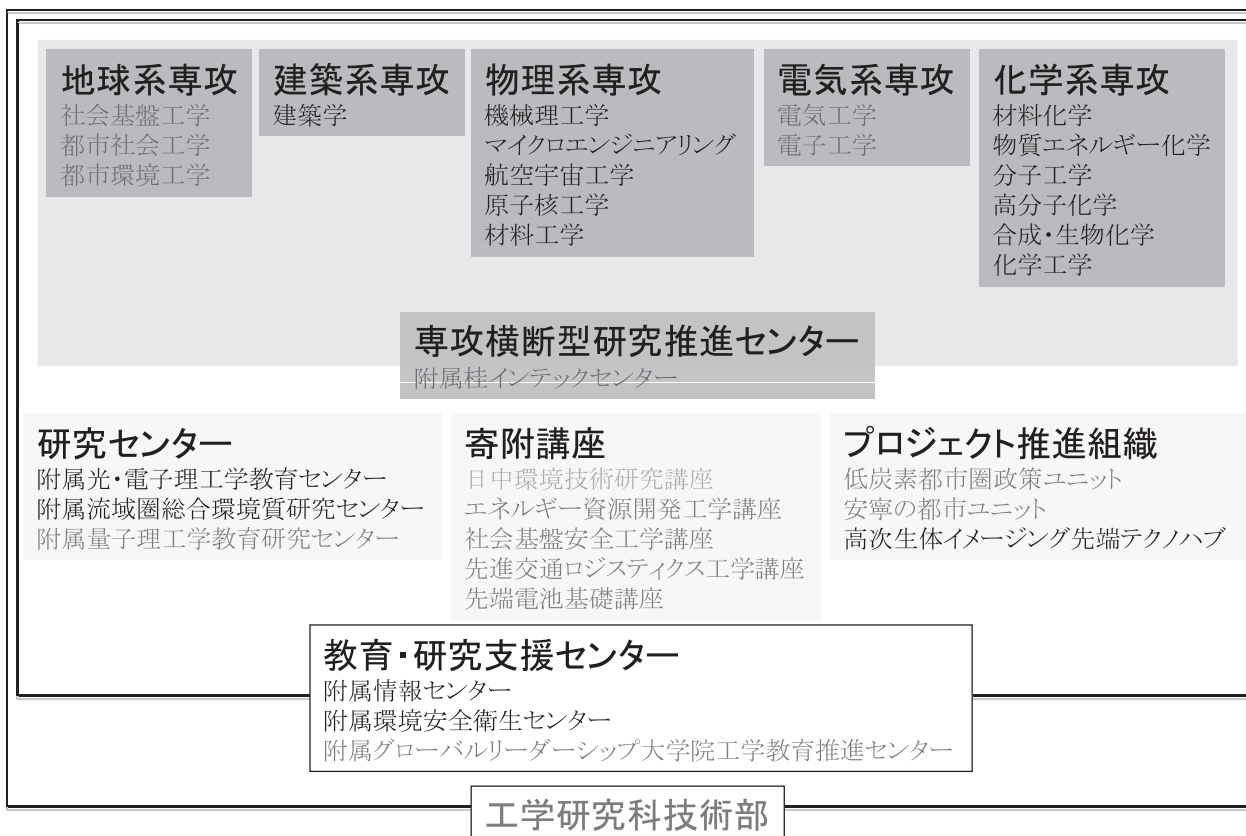 地球系専攻
社会基盤工学
都市社会工学
都市環境工学
建築系専攻
建築学
物理系専攻
機械理工学
マイクロエンジニアリング
航空宇宙工学
原子核工学
材料工学
電気系専攻
電気工学
電子工学
化学系専攻
材料化学
物質エネルギー化学
分子工学
高分子化学
合成・生物化学
化学工学
専攻横断型研究推進センター
附属桂インテックセンター
研究センター
附属光・電子理工学教育センター
附属流域圏総合環境質研究センター
附属量子理工学教育研究センター
寄附講座
日中環境技術研究講座
エネルギー資源開発工学講座
社会基盤安全工学講座
先進交通ロジスティクス工学講座
先端電池基礎講座
プロジェクト推進組織
低炭素都市圏政策ユニット
安寧の都市ユニット
高次生体イメージング先端テクノハブ
教育・研究支援センター
附属情報センター
附属環境安全衛生センター
附属グローバルリーダーシップ大学院工学教育推進センター
工学研究科技術部